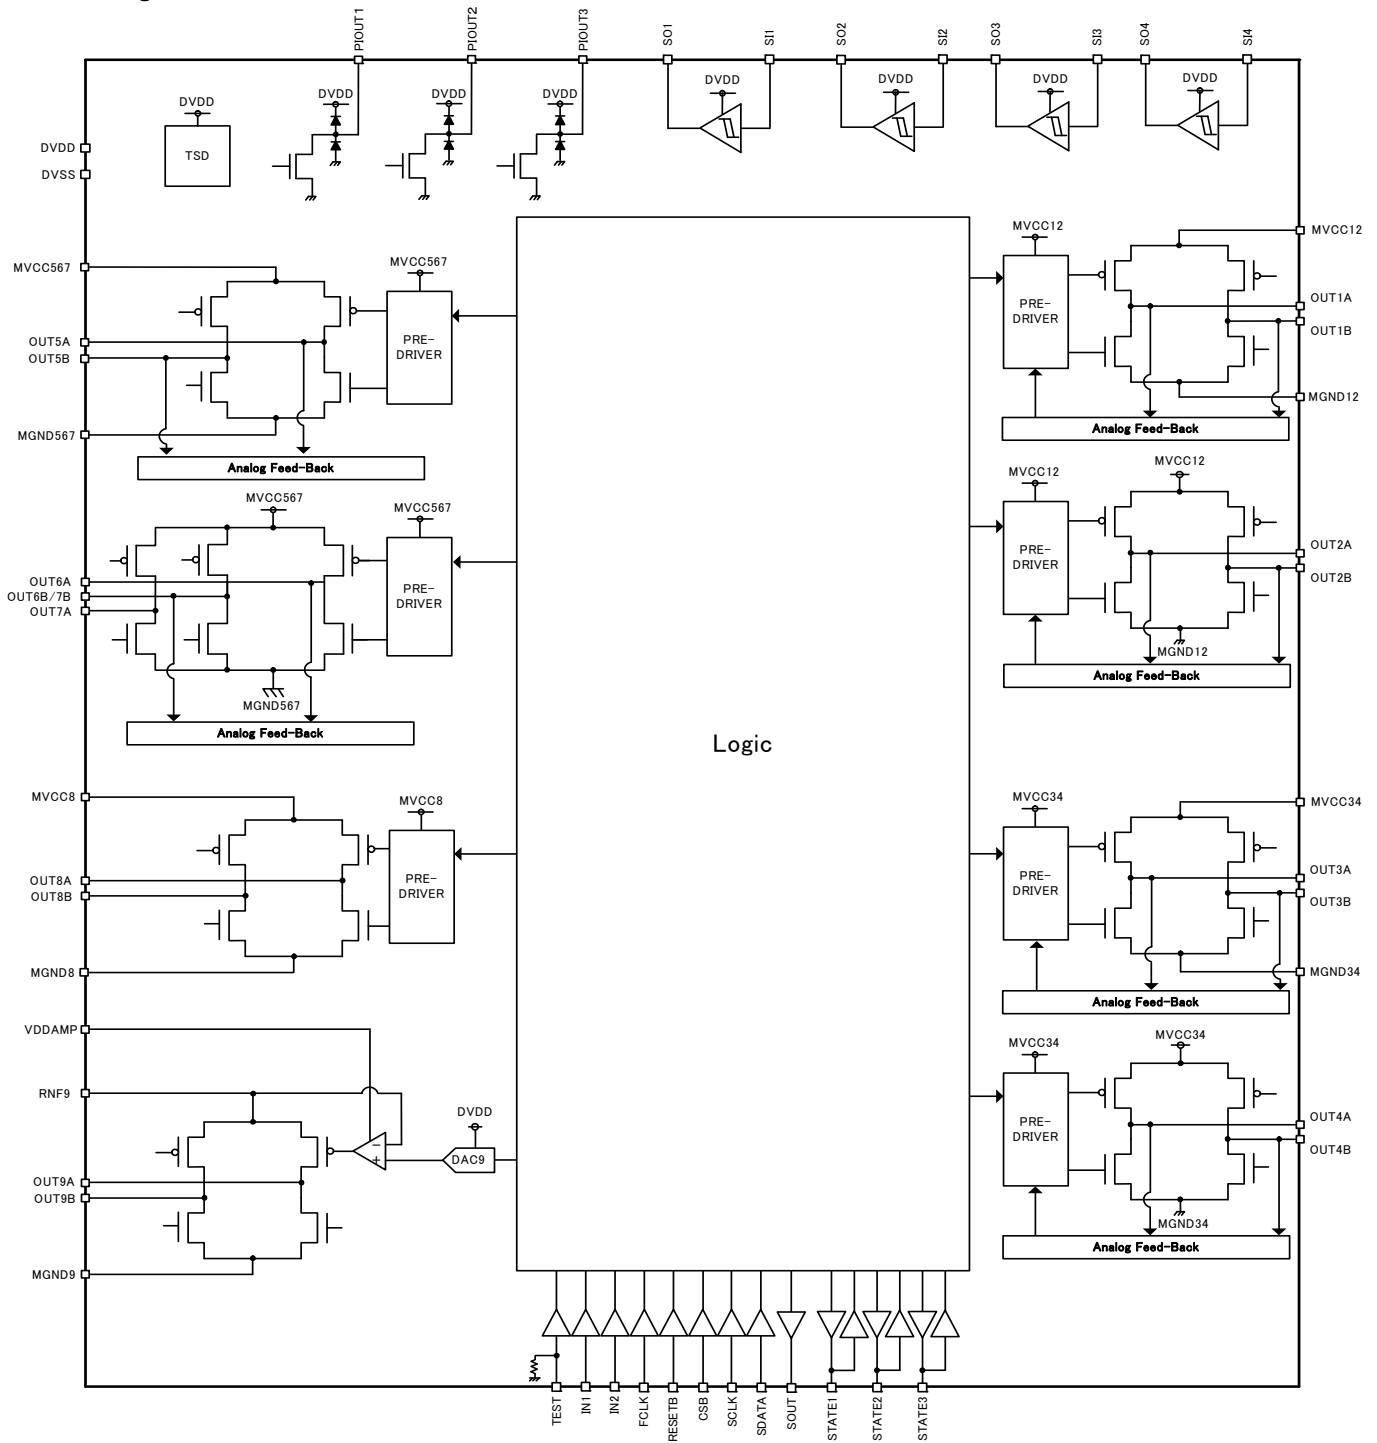 PIOUT1
PIOUT2
PIOUT3
SO1
SI1
SO2
SI2
SO3
SI3
SO4
SI4
DVDD
DVDD
DVDD
DVDD
DVDD
DVDD
DVDD
DVDD
TSD
DVDD
DVSS
MVCC567
MVCC567
OUT5A
OUT5B
PRE-
DRIVER
MGND567
Analog Feed-Back
MVCC567
MVCC567
OUT6A
OUT6B/7B
OUT7A
PRE-
DRIVER
MGND567
Analog Feed-Back
MVCC8
MVCC8
OUT8A
OUT8B
PRE-
DRIVER
MGND8
VDDAMP
RNF9
DVDD
DAC9
-
+
OUT9A
OUT9B
MGND9
Logic
MVCC12
MVCC12
PRE-
DRIVER
OUT1A
OUT1B
MGND12
Analog Feed-Back
MVCC12
MVCC12
PRE-
DRIVER
OUT2A
OUT2B
MGND12
Analog Feed-Back
MVCC34
MVCC34
PRE-
DRIVER
OUT3A
OUT3B
MGND34
Analog Feed-Back
MVCC34
MVCC34
PRE-
DRIVER
OUT4A
OUT4B
MGND34
Analog Feed-Back
TEST
IN1
IN2
FCLK
RESETB
CSB
SCLK
SDATA
SOUT
STATE1
STATE2
STATE3